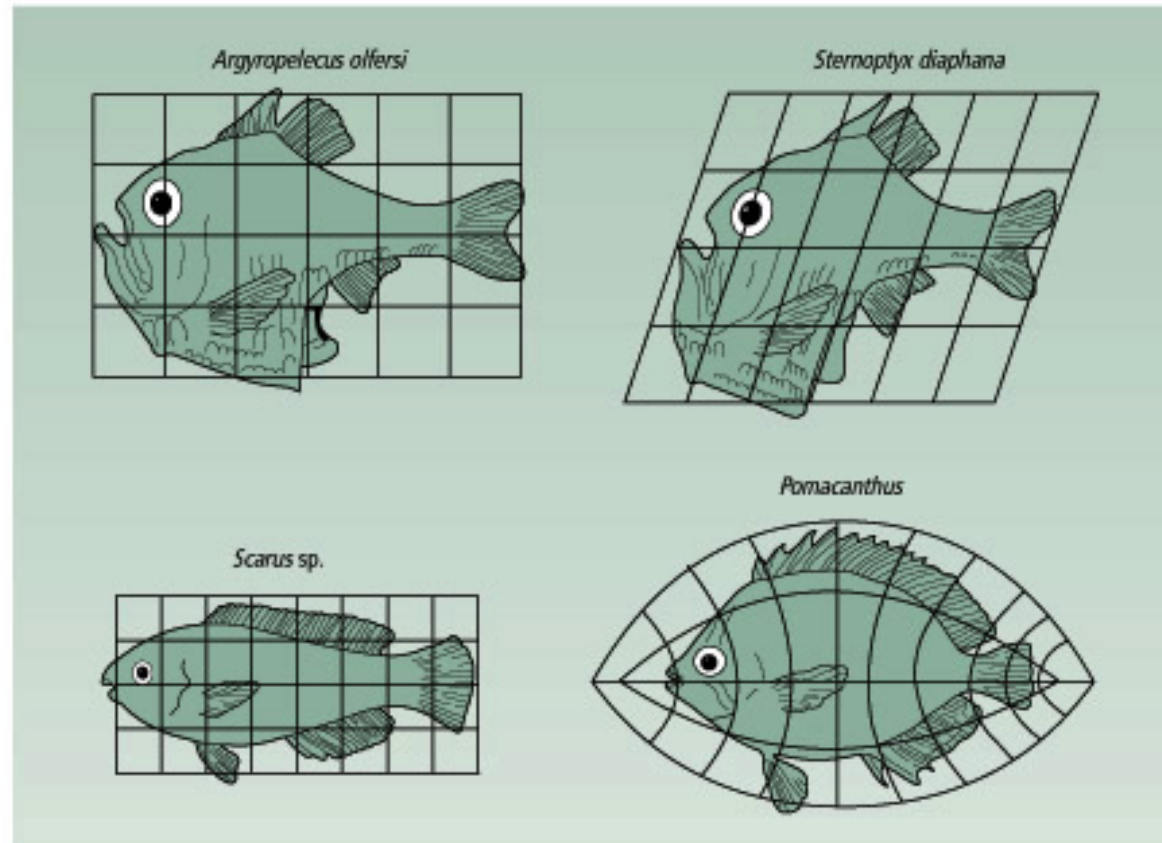 Argyropelecus olfersi
Sternoptyx diaphana
Pomacanthus
Scarus sp.